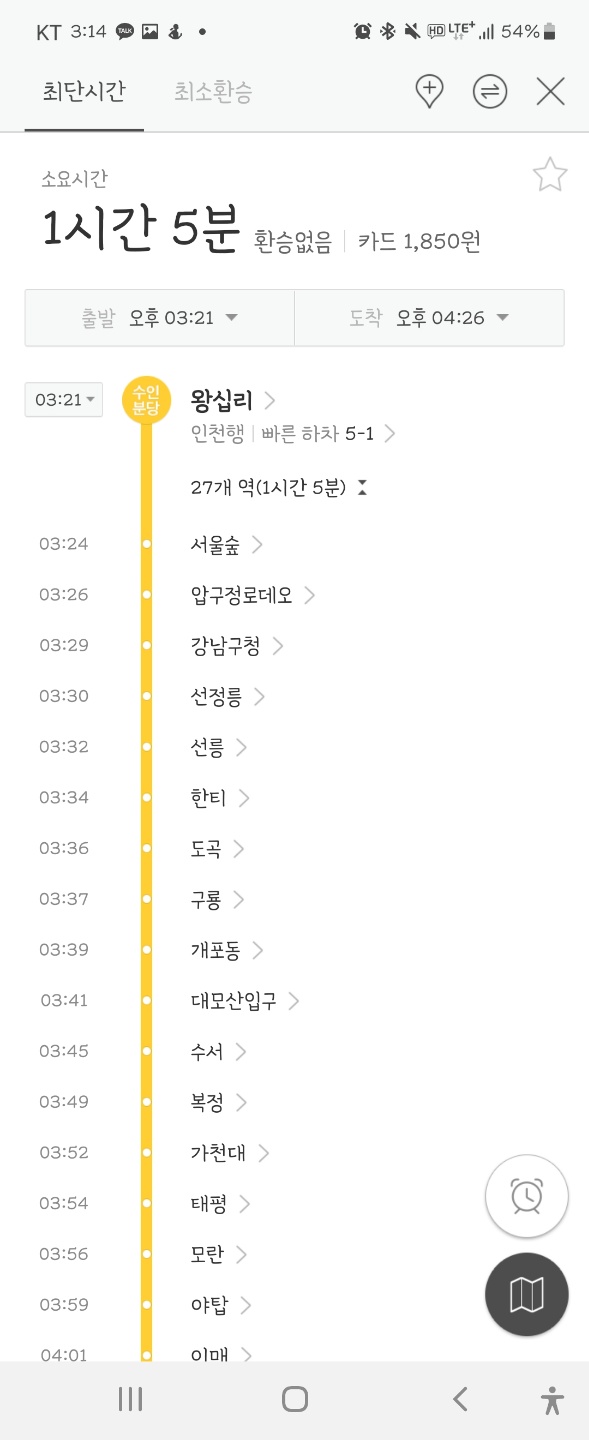 KT 3:14 TALK HD LTE+ 54%
최단시간 최소환승
소요시간
1시간 5분 환승없음 카드 1,850원
출발 오후 03:21 도착 오후 04:26
03:21 수인분당 왕십리
인천행 빠른 하차 5-1
27개 역(1시간 5분)
03:24 서울숲
03:26 압구정로데오
03:29 강남구청
03:30 선정릉
03:32 선릉
03:34 한티
03:36 도곡
03:37 구룡
03:39 개포동
03:41 대모산입구
03:45 수서
03:49 복정
03:52 가천대
03:54 태평
03:56 모란
03:59 야탑
04:01 이매